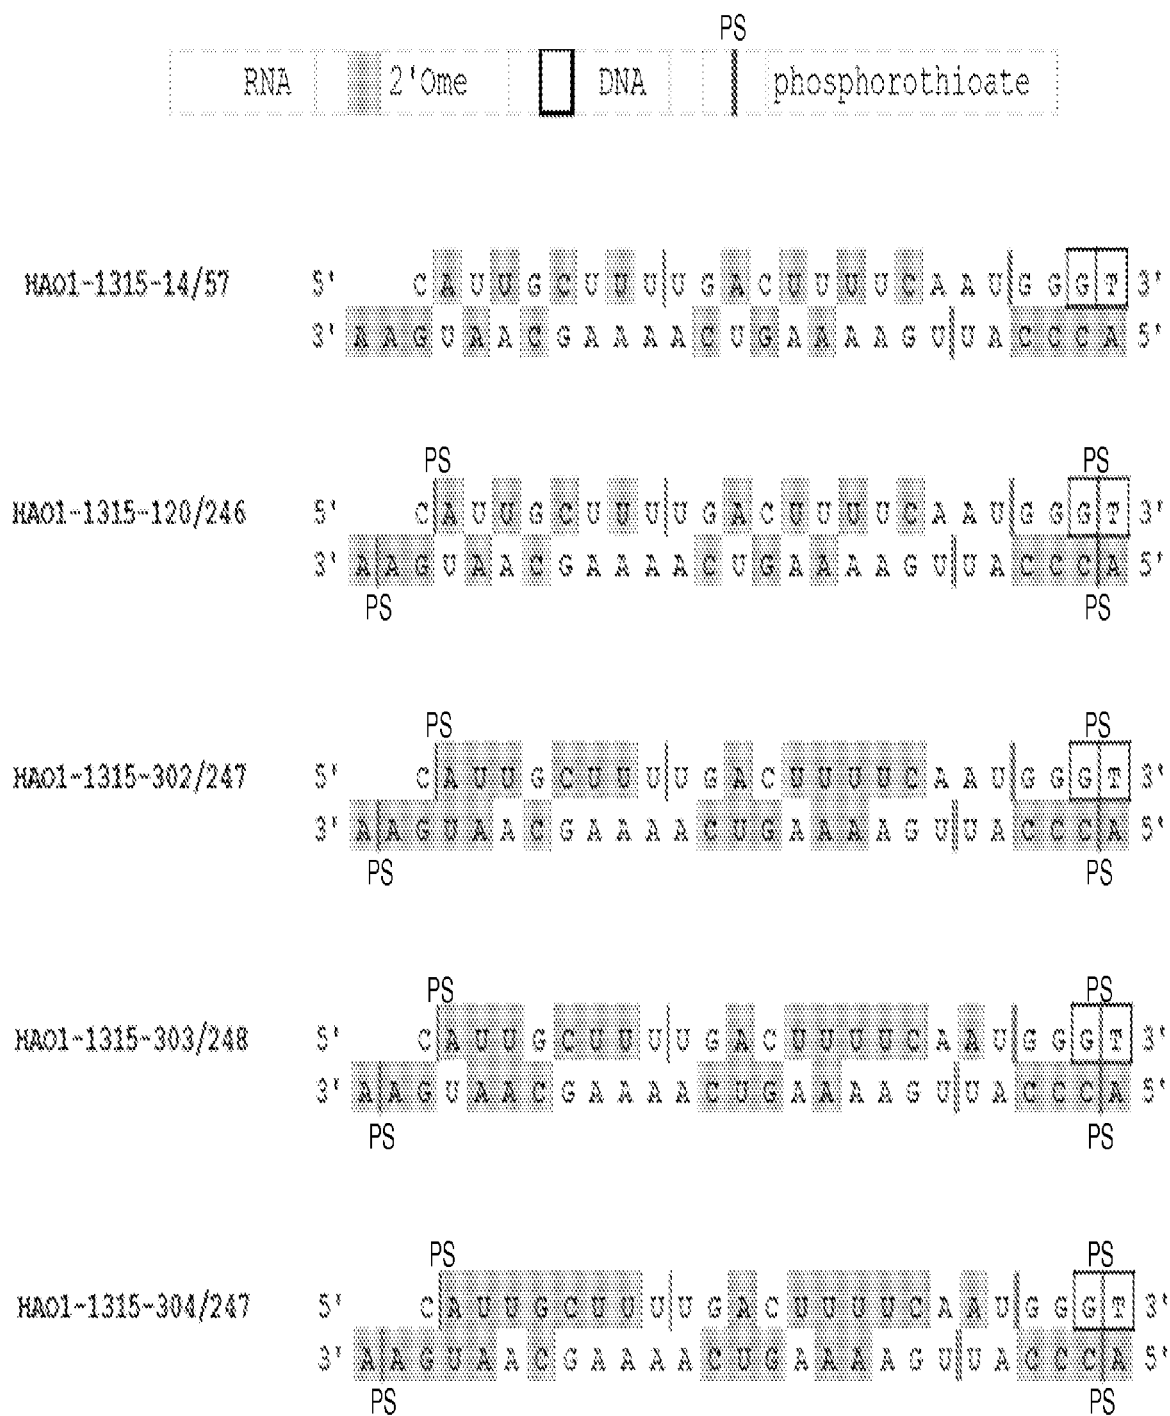 PS
RNA 2'Ome DNA phosphorothioate
HAO1-1315-14/57 5' C A U U G C U U U U G A C U U U U C A A U G G G T 3'
3' A A G U A A C G A A A A C U G A A A A G U U A C C C A 5'
PS PS
HAO1-1315-120/246 5' C A U U G C U U U U G A C U U U U C A A U G G G T 3'
3' A A G U A A C G A A A A C U G A A A A G U U A C C C A 5'
PS PS
PS PS
HAO1-1315-302/247 5' C A U U G C U U U U G A C U U U U C A A U G G G T 3'
3' A A G U A A C G A A A A C U G A A A A G U U A C C C A 5'
PS PS
PS PS
HAO1-1315-303/248 5' C A U U G C U U U U G A C U U U U C A A U G G G T 3'
3' A A G U A A C G A A A A C U G A A A A G U U A C C C A 5'
PS PS
PS PS
HAO1-1315-304/247 5' C A U U G C U U U U G A C U U U U C A A U G G G T 3'
3' A A G U A A C G A A A A C U G A A A A G U U A C C C A 5'
PS PS